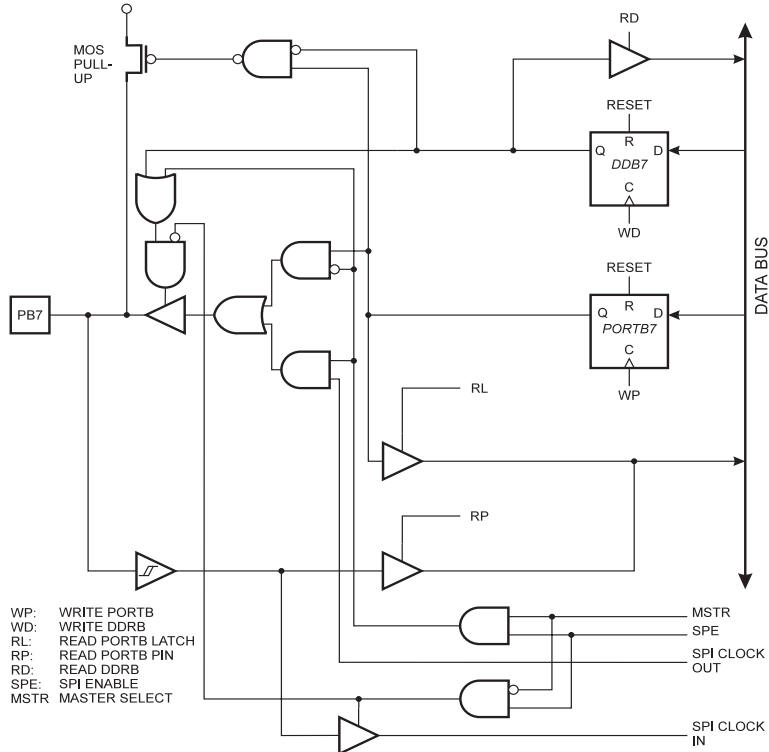 RD
MOS
PULL-
UP
RESET
R
Q
D
DDB7
C
WD
DATA BUS
RESET
R
PB7
Q
D
PORTB7
C
WP
RL
RP
WP: WRITE PORTB
WD: WRITE DDRB
RL: READ PORTB LATCH
RP: READ PORTB PIN
RD: READ DDRB
SPE: SPI ENABLE
MSTR MASTER SELECT
MSTR
SPE
SPI CLOCK
OUT
SPI CLOCK
IN